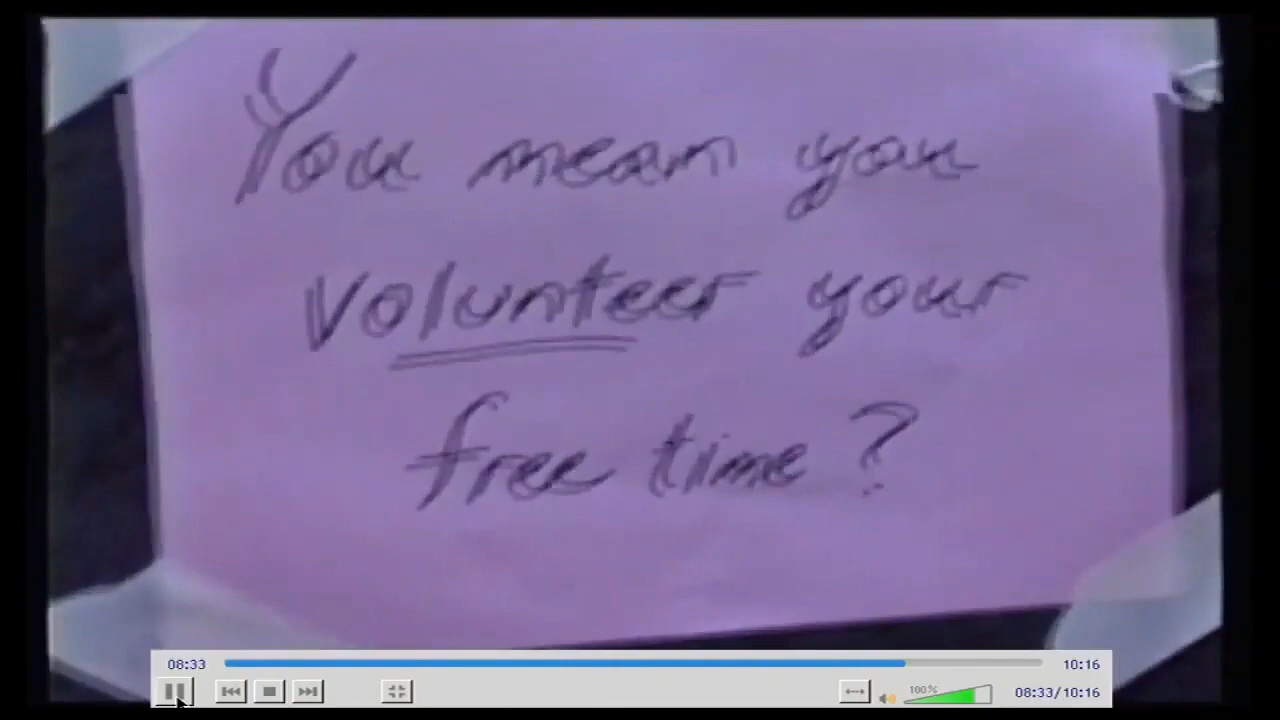 You mean you
volunteer your
free time?
08:33
10:16
100%
08:33/10:16